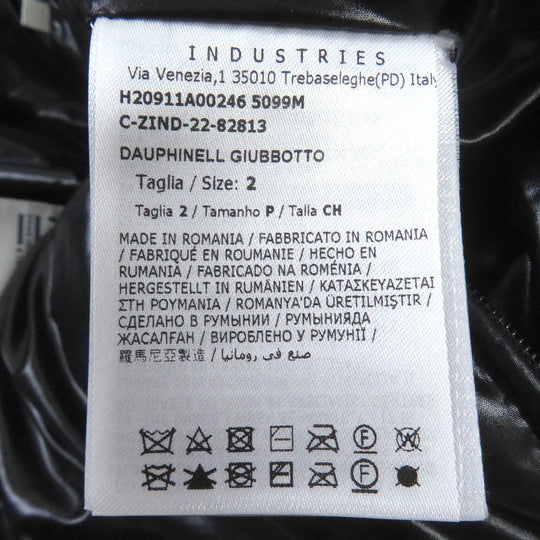 INDUSTRIES
Via Venezia,1 35010 Trebaseleghe(PD) Italy
H20911A00246 5099M
C-ZIND-22-82813
DAUPHINELL GIUBBOTTO
Taglia / Size: 2
Taglia 2 / Tamanho P / Talla CH
MADE IN ROMANIA / FABBRICATO IN ROMANIA
/ FABRIQUÉ EN ROUMANIE / HECHO EN
RUMANIA / FABRICADO NA ROMÉNIA /
HERGESTELLT IN RUMÄNIEN / ΚΑΤΑΣΚΕΥΑΖΕΤΑΙ
ΣΤΗ ΡΟΥΜΑΝΙΑ / ROMANYA'DA ÜRETILMIŞTIR /
СДЕЛАНО В РУМЫНИИ / РУМЫНИЯДА
ЖАСАЛҒАН / ВИРОБЛЕНО У РУМУНІЇ /
羅馬尼亞製造 / صنع في رومانيا /
F
W
F